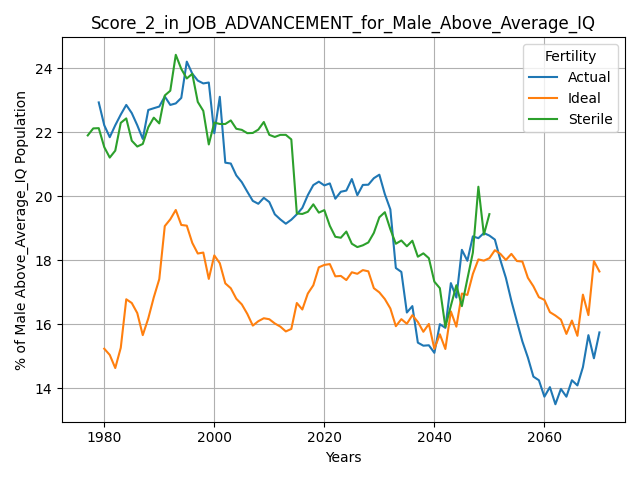 Score_2_in_JOB_ADVANCEMENT_for_Male_Above_Average_IQ
% of Male Above_Average_IQ Population
24
22
20
18
16
14
Fertility
Actual
Ideal
Sterile
1980
2000
2020
2040
2060
Years